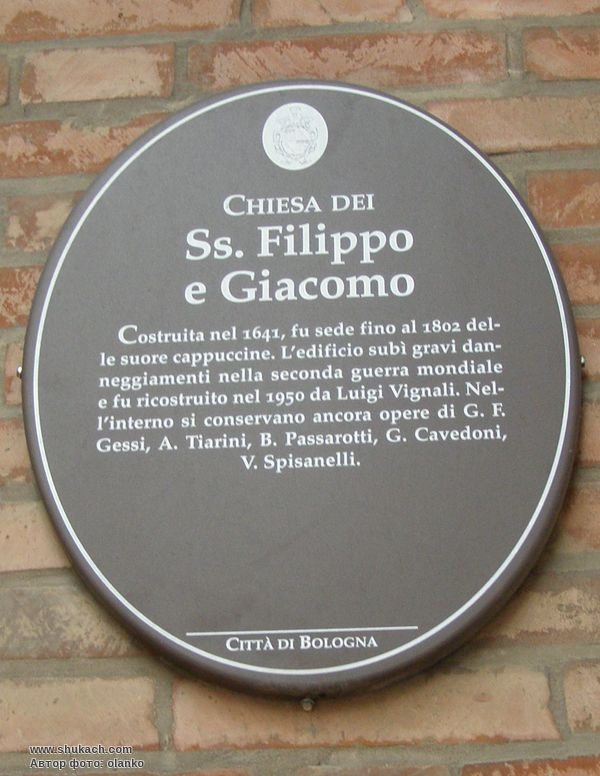 Chiesa dei
Ss. Filippo
e Giacomo
Costruita nel 1641, fu sede fino al 1802 del-
le suore cappuccine. L'edificio subì gravi dan-
neggiamenti nella seconda guerra mondiale
e fu ricostruito nel 1950 da Luigi Vignali. Nel-
l'interno si conservano ancora opere di G. F.
Gessi, A. Tiarini, B. Passarotti, G. Cavedoni,
V. Spisanelli.
Città di Bologna
www.shukach.com
Автор фото: olanko